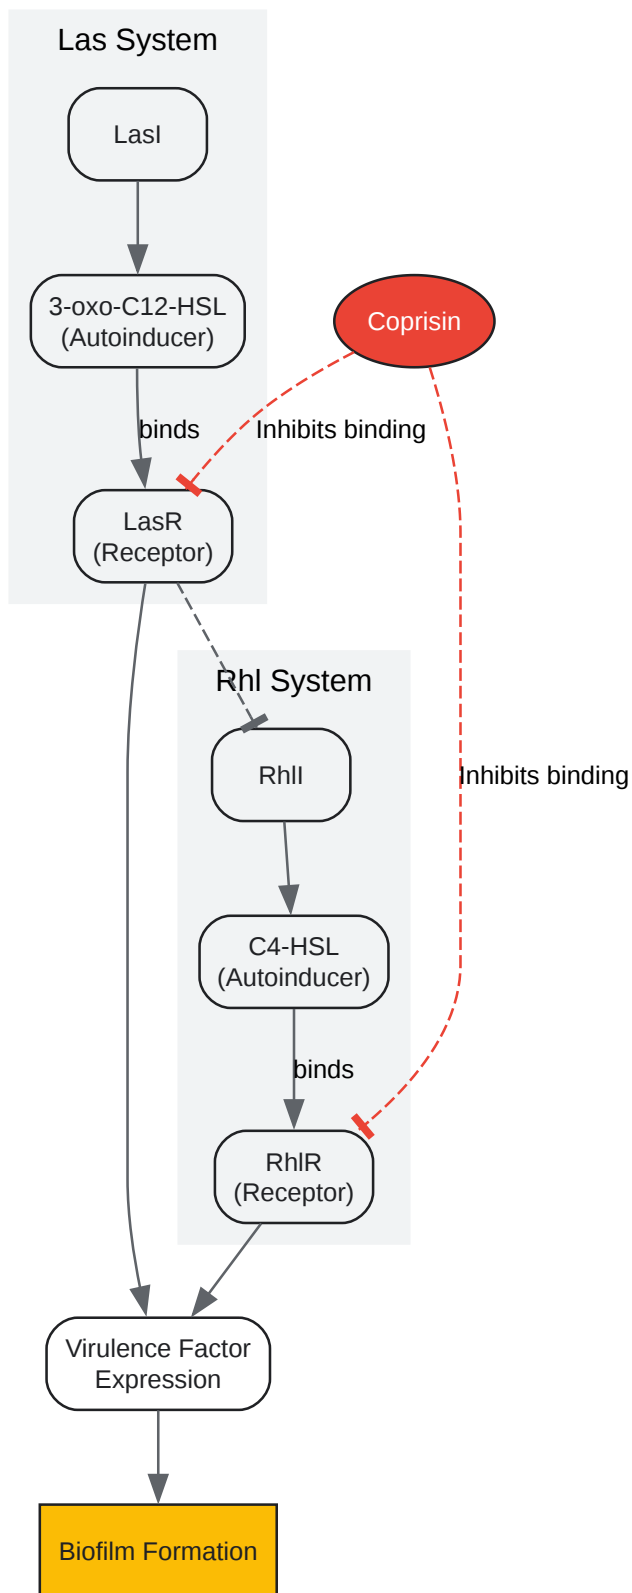 Las System
LasI
3-oxo-C12-HSL
(Autoinducer)
Coprisin
binds
Inhibits binding
LasR
(Receptor)
Rhl System
RhlI
Inhibits binding
C4-HSL
(Autoinducer)
binds
RhlR
(Receptor)
Virulence Factor
Expression
Biofilm Formation